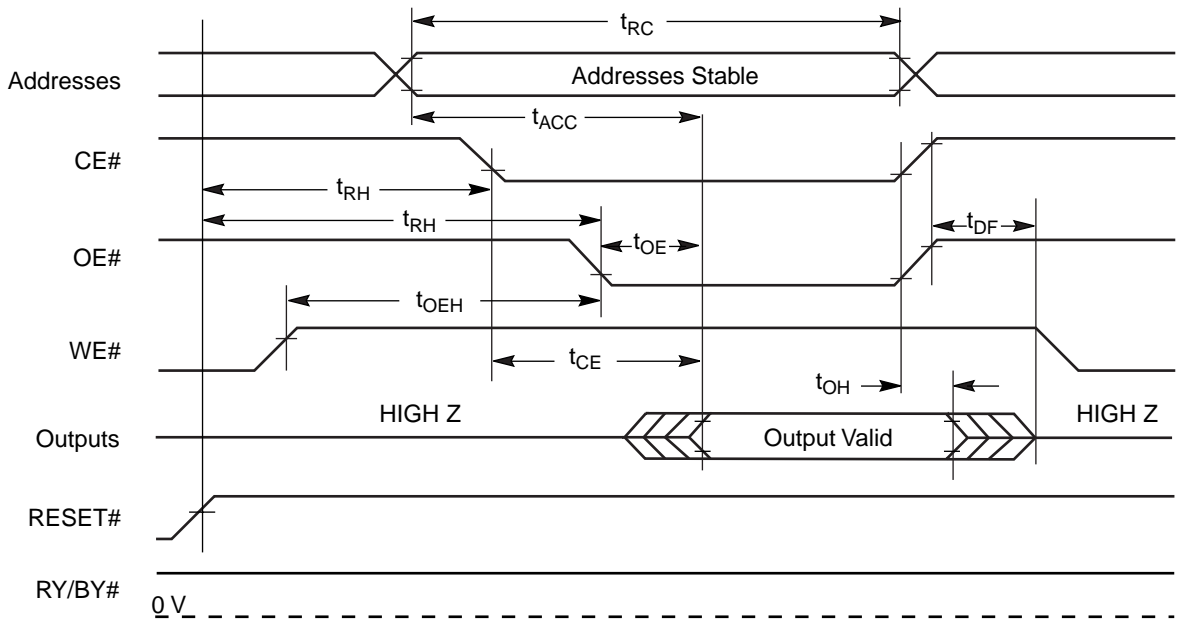 tRC
Addresses
Addresses Stable
tACC
CE#
tRH
tRH
tDF
OE#
tOE
tOEH
WE#
tCE
tOH
HIGH Z
HIGH Z
Outputs
Output Valid
RESET#
RY/BY#
0 V